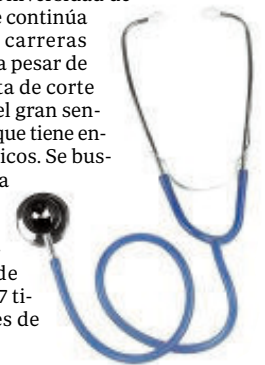 e continúa
carreras
a pesar de
ta de corte
el gran sen-
que tiene en-
icos. Se bus-
a
de
7 ti-
es de